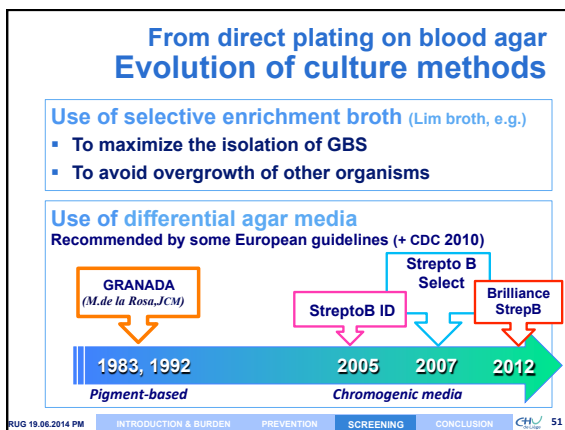 From direct plating on blood agar
Evolution of culture methods
Use of selective enrichment broth (Lim broth, e.g.)
▪ To maximize the isolation of GBS
▪ To avoid overgrowth of other organisms
Use of differential agar media
Recommended by some European guidelines (+ CDC 2010)
GRANADA
(M.de la Rosa,JCM)
StreptoB ID
Strepto B
Select
Brilliance
StrepB
1983, 1992
2005
2007
2012
Pigment-based
Chromogenic media
RUG 19.06.2014 PM
INTRODUCTION & BURDEN
PREVENTION
SCREENING
CONCLUSION
CHU
de Liège
51